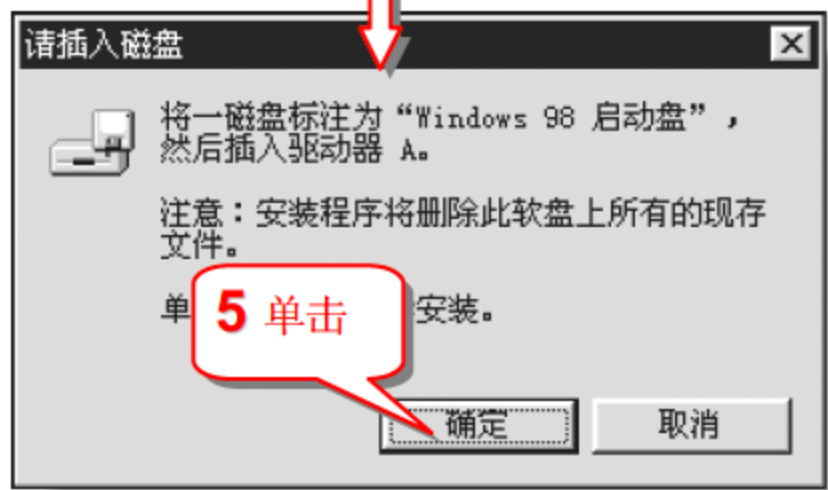 请插入磁盘
将一磁盘标注为“Windows 98 启动盘”，
然后插入驱动器 A。
注意：安装程序将删除此软盘上所有的现存
文件。
单
安装。
5 单击
确定
取消